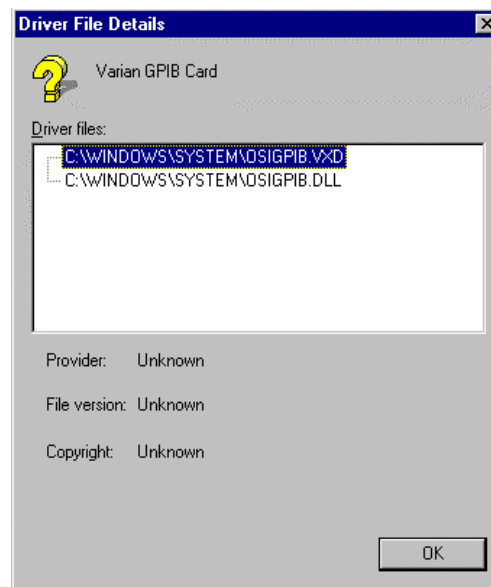 Driver File Details
Varian GPIB Card
Driver files:
C:\WINDOWS\SYSTEM\OSIGPIB.VXD
C:\WINDOWS\SYSTEM\OSIGPIB.DLL
Provider: Unknown
File version: Unknown
Copyright: Unknown
OK